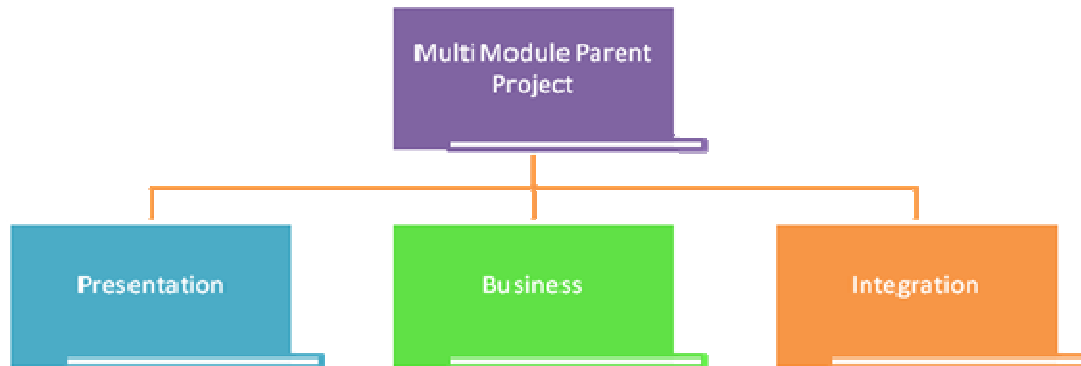 Multi Module Parent
Project
Presentation
Business
Integration